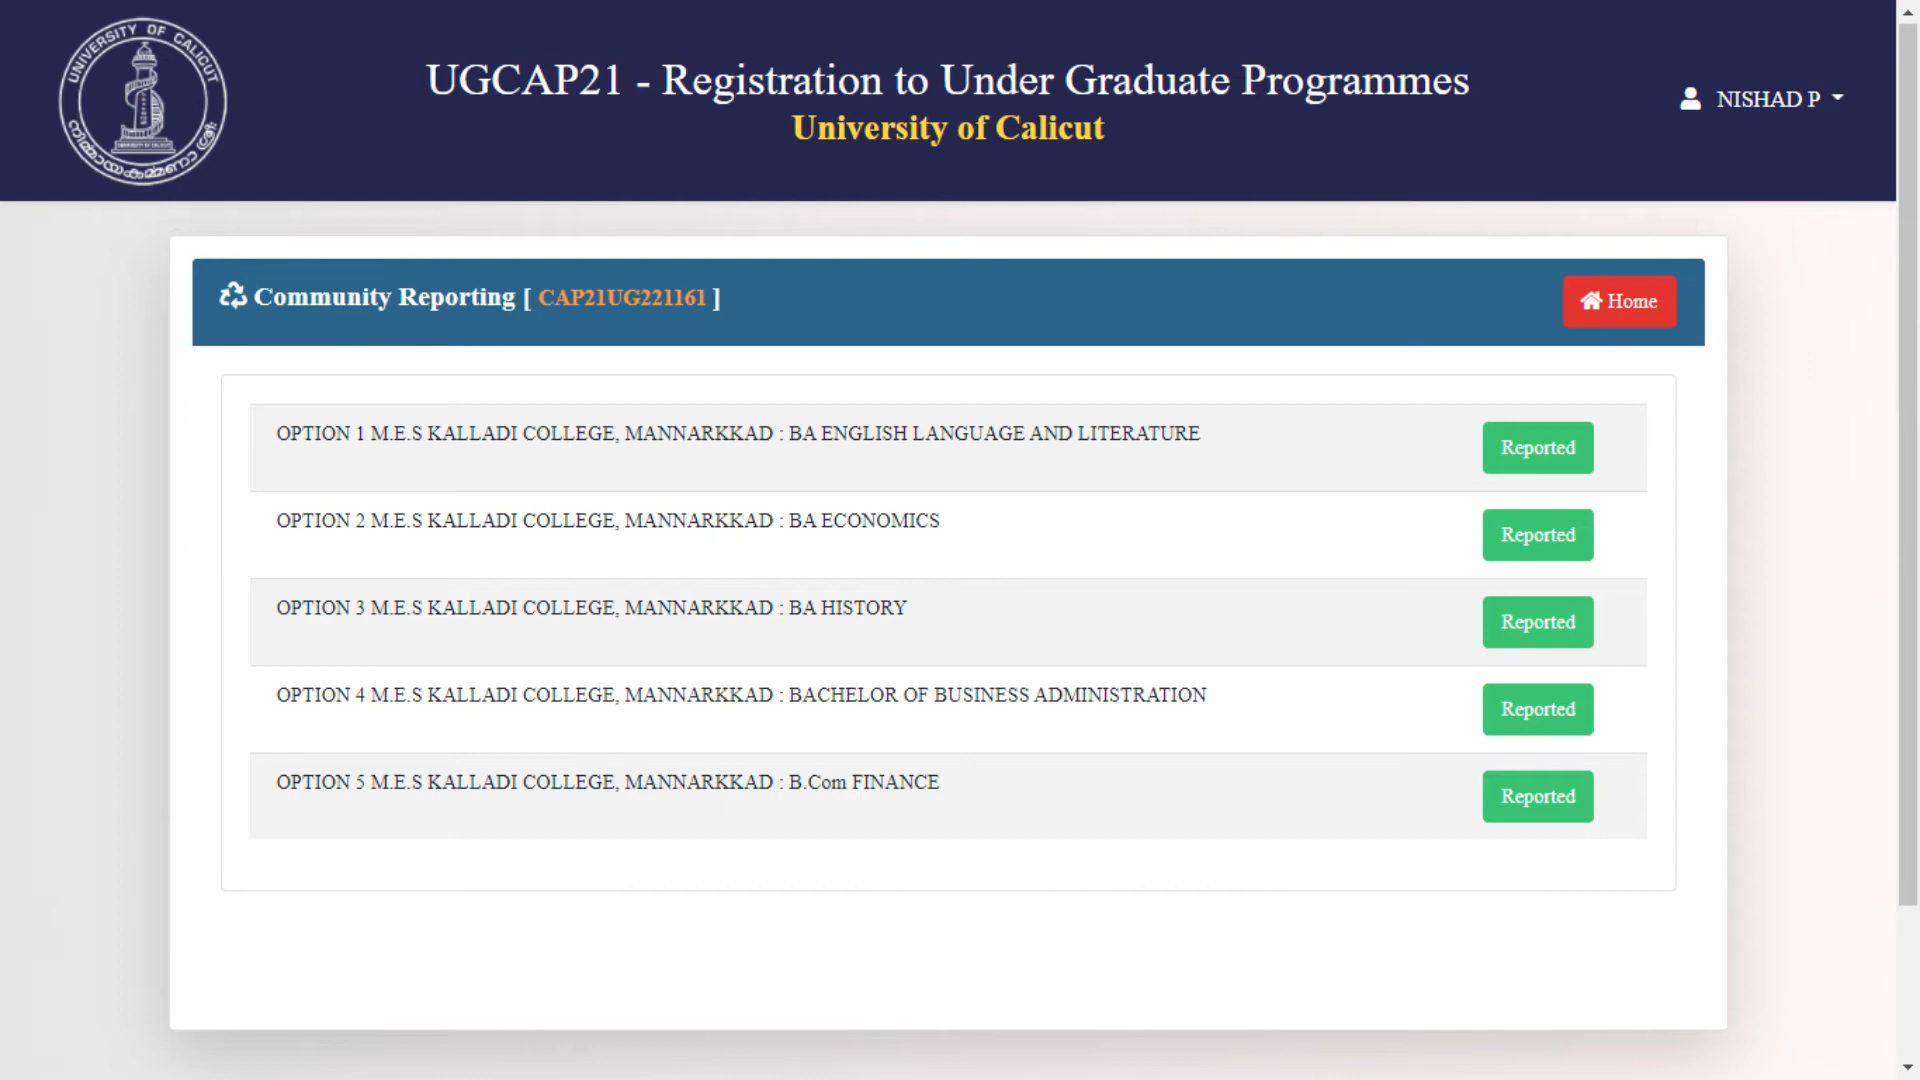 UNIVERSITY OF CALICUT
UGCAP21 - Registration to Under Graduate Programmes
University of Calicut
NISHAD P
Community Reporting [ CAP21UG221161 ]
Home
OPTION 1 M.E.S KALLADI COLLEGE, MANNARKKAD : BA ENGLISH LANGUAGE AND LITERATURE
Reported
OPTION 2 M.E.S KALLADI COLLEGE, MANNARKKAD : BA ECONOMICS
Reported
OPTION 3 M.E.S KALLADI COLLEGE, MANNARKKAD : BA HISTORY
Reported
OPTION 4 M.E.S KALLADI COLLEGE, MANNARKKAD : BACHELOR OF BUSINESS ADMINISTRATION
Reported
OPTION 5 M.E.S KALLADI COLLEGE, MANNARKKAD : B.Com FINANCE
Reported